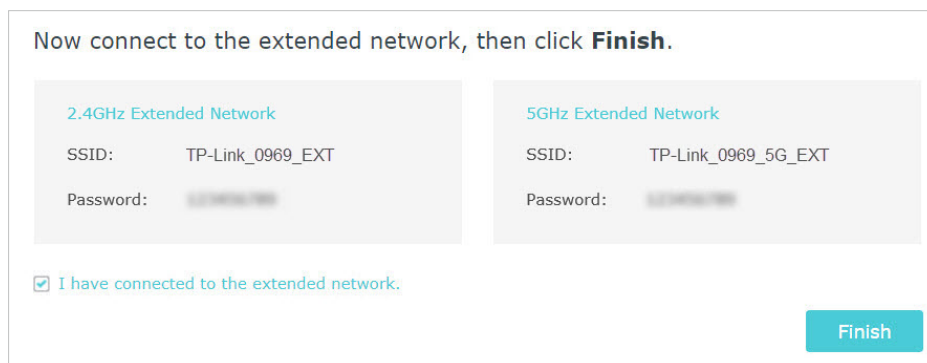 Now connect to the extended network, then click Finish.
2.4GHz Extended Network
SSID: TP-Link_0969_EXT
Password:
5GHz Extended Network
SSID: TP-Link_0969_5G_EXT
Password:
I have connected to the extended network.
Finish